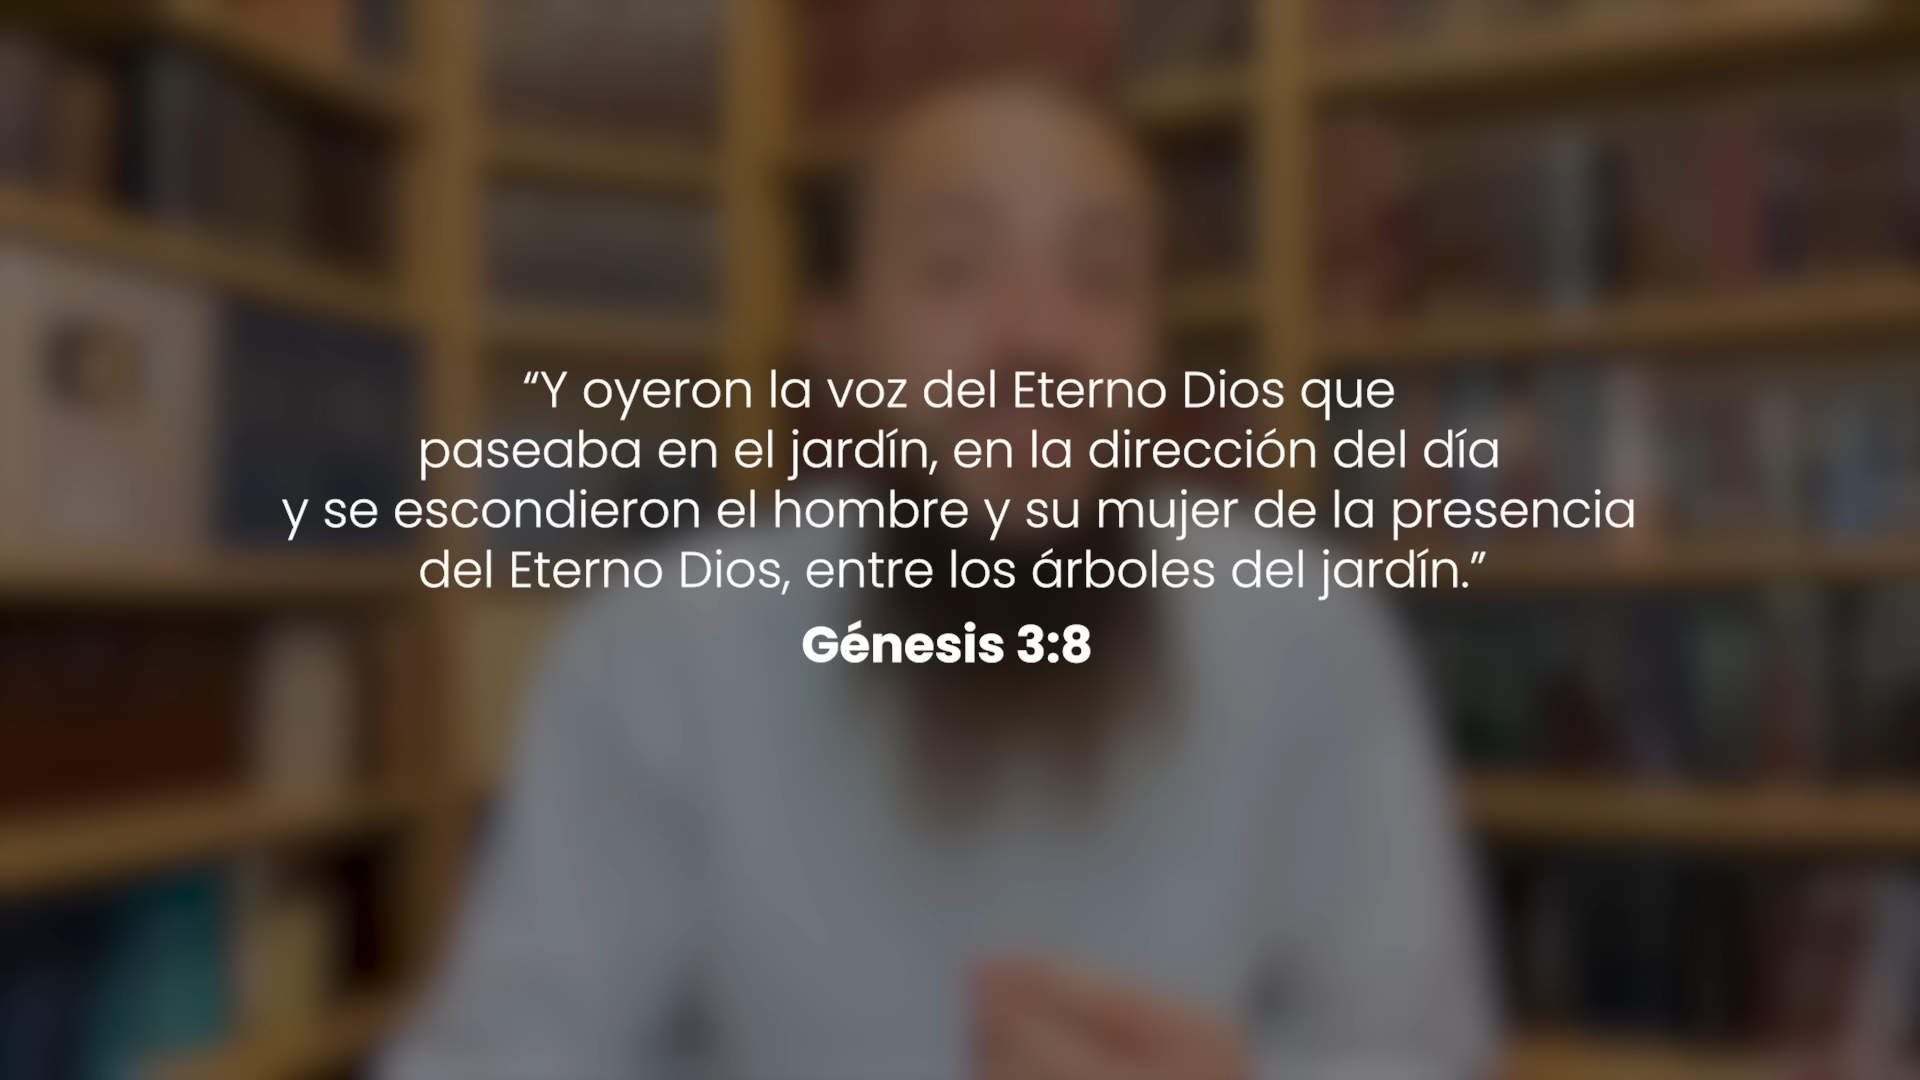 “Y oyeron la voz del Eterno Dios que
paseaba en el jardín, en la dirección del día
y se escondieron el hombre y su mujer de la presencia
del Eterno Dios, entre los árboles del jardín.”
Génesis 3:8